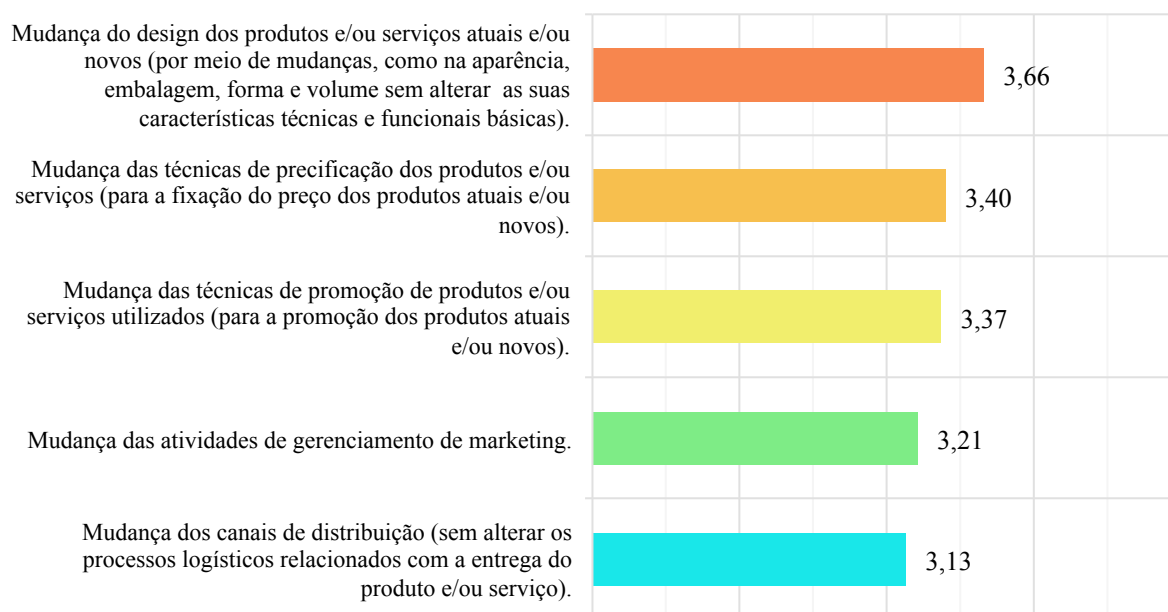 Mudança do design dos produtos e/ou serviços atuais e/ou
novos (por meio de mudanças, como na aparência,
embalagem, forma e volume sem alterar  as suas
características técnicas e funcionais básicas).
3,66
Mudança das técnicas de precificação dos produtos e/ou
serviços (para a fixação do preço dos produtos atuais e/ou
novos).
3,40
Mudança das técnicas de promoção de produtos e/ou
serviços utilizados (para a promoção dos produtos atuais
e/ou novos).
3,37
Mudança das atividades de gerenciamento de marketing.
3,21
Mudança dos canais de distribuição (sem alterar os
processos logísticos relacionados com a entrega do
produto e/ou serviço).
3,13